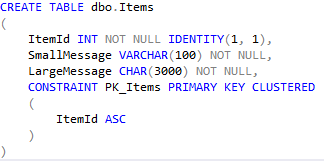 CREATE TABLE dbo.Items
(
    ItemId INT NOT NULL IDENTITY(1, 1),
    SmallMessage VARCHAR(100) NOT NULL,
    LargeMessage CHAR(3000) NOT NULL,
    CONSTRAINT PK_Items PRIMARY KEY CLUSTERED
    (
        ItemId ASC
    )
)